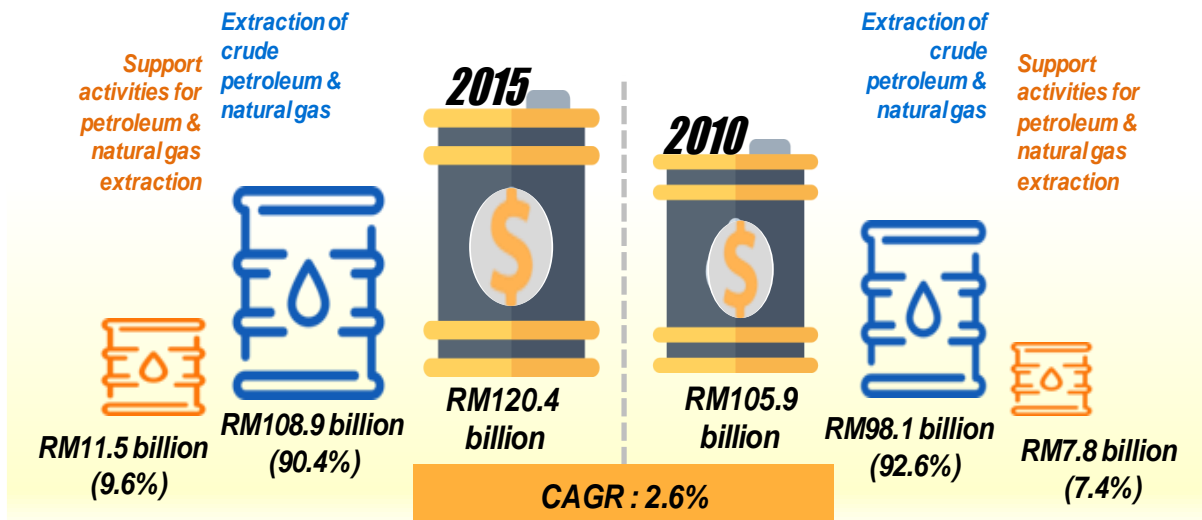 Support
activities for
petroleum &
natural gas
extraction
RM11.5 billion
(9.6%)
Extraction of
crude
petroleum &
natural gas
RM108.9 billion
(90.4%)
2015
$
RM120.4
billion
2010
$
RM105.9
billion
Extraction of
crude
petroleum &
natural gas
RM98.1 billion
(92.6%)
Support
activities for
petroleum &
natural gas
extraction
RM7.8 billion
(7.4%)
CAGR : 2.6%